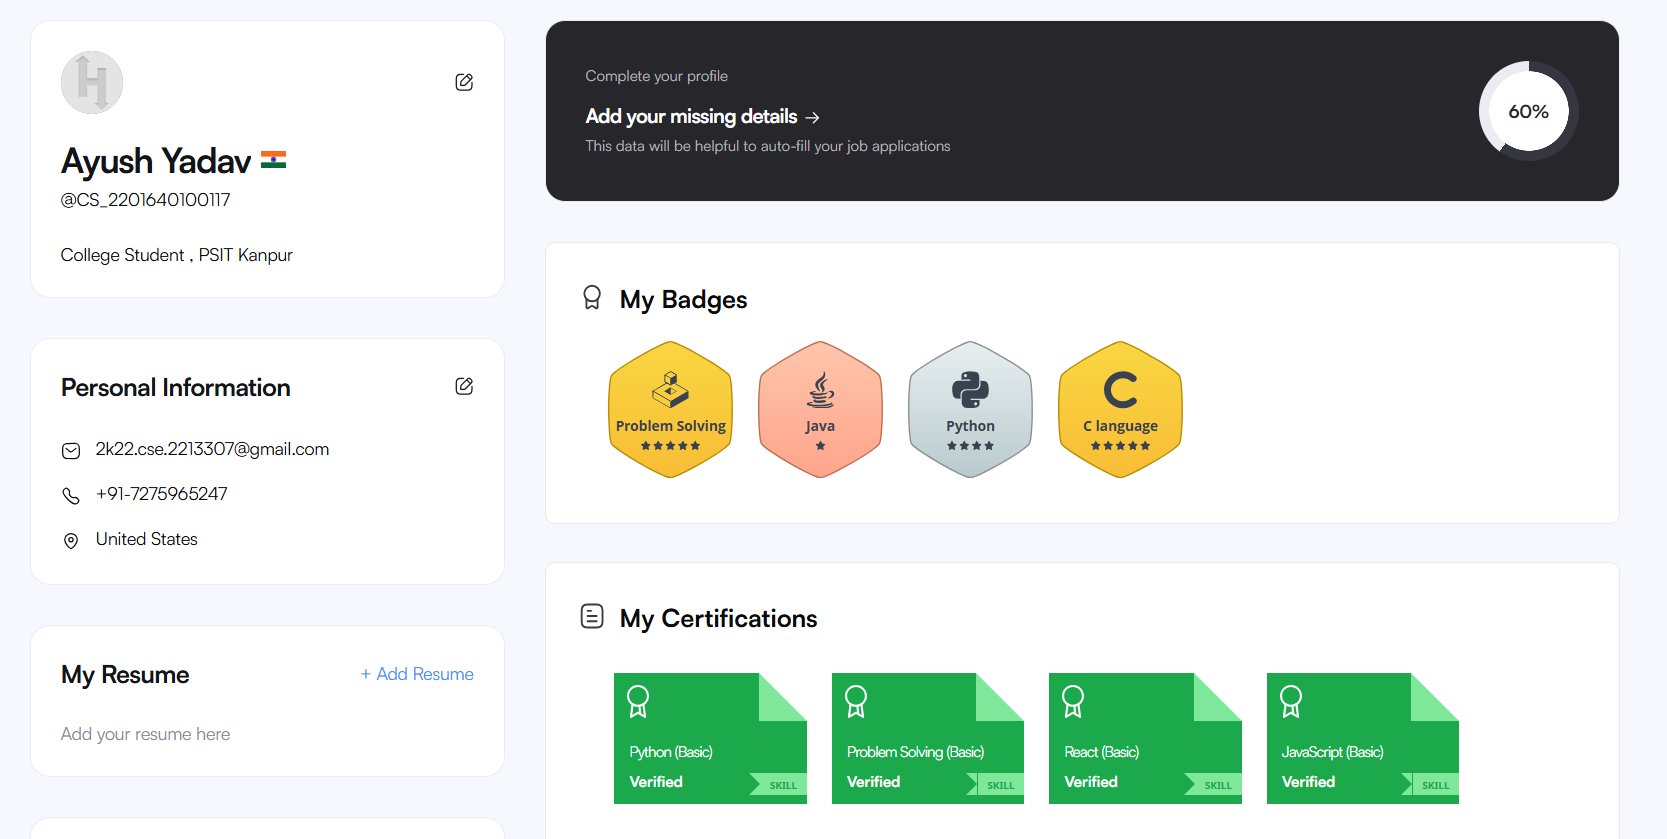 Ayush Yadav
@CS_2201640100117
College Student , PSIT Kanpur
Personal Information
2k22.cse.2213307@gmail.com
+91-7275965247
United States
My Resume
+ Add Resume
Add your resume here
Complete your profile
Add your missing details →
This data will be helpful to auto-fill your job applications
60%
My Badges
Problem Solving
Java
Python
C language
My Certifications
Python (Basic)
Verified
SKILL
Problem Solving (Basic)
Verified
SKILL
React (Basic)
Verified
SKILL
JavaScript (Basic)
Verified
SKILL